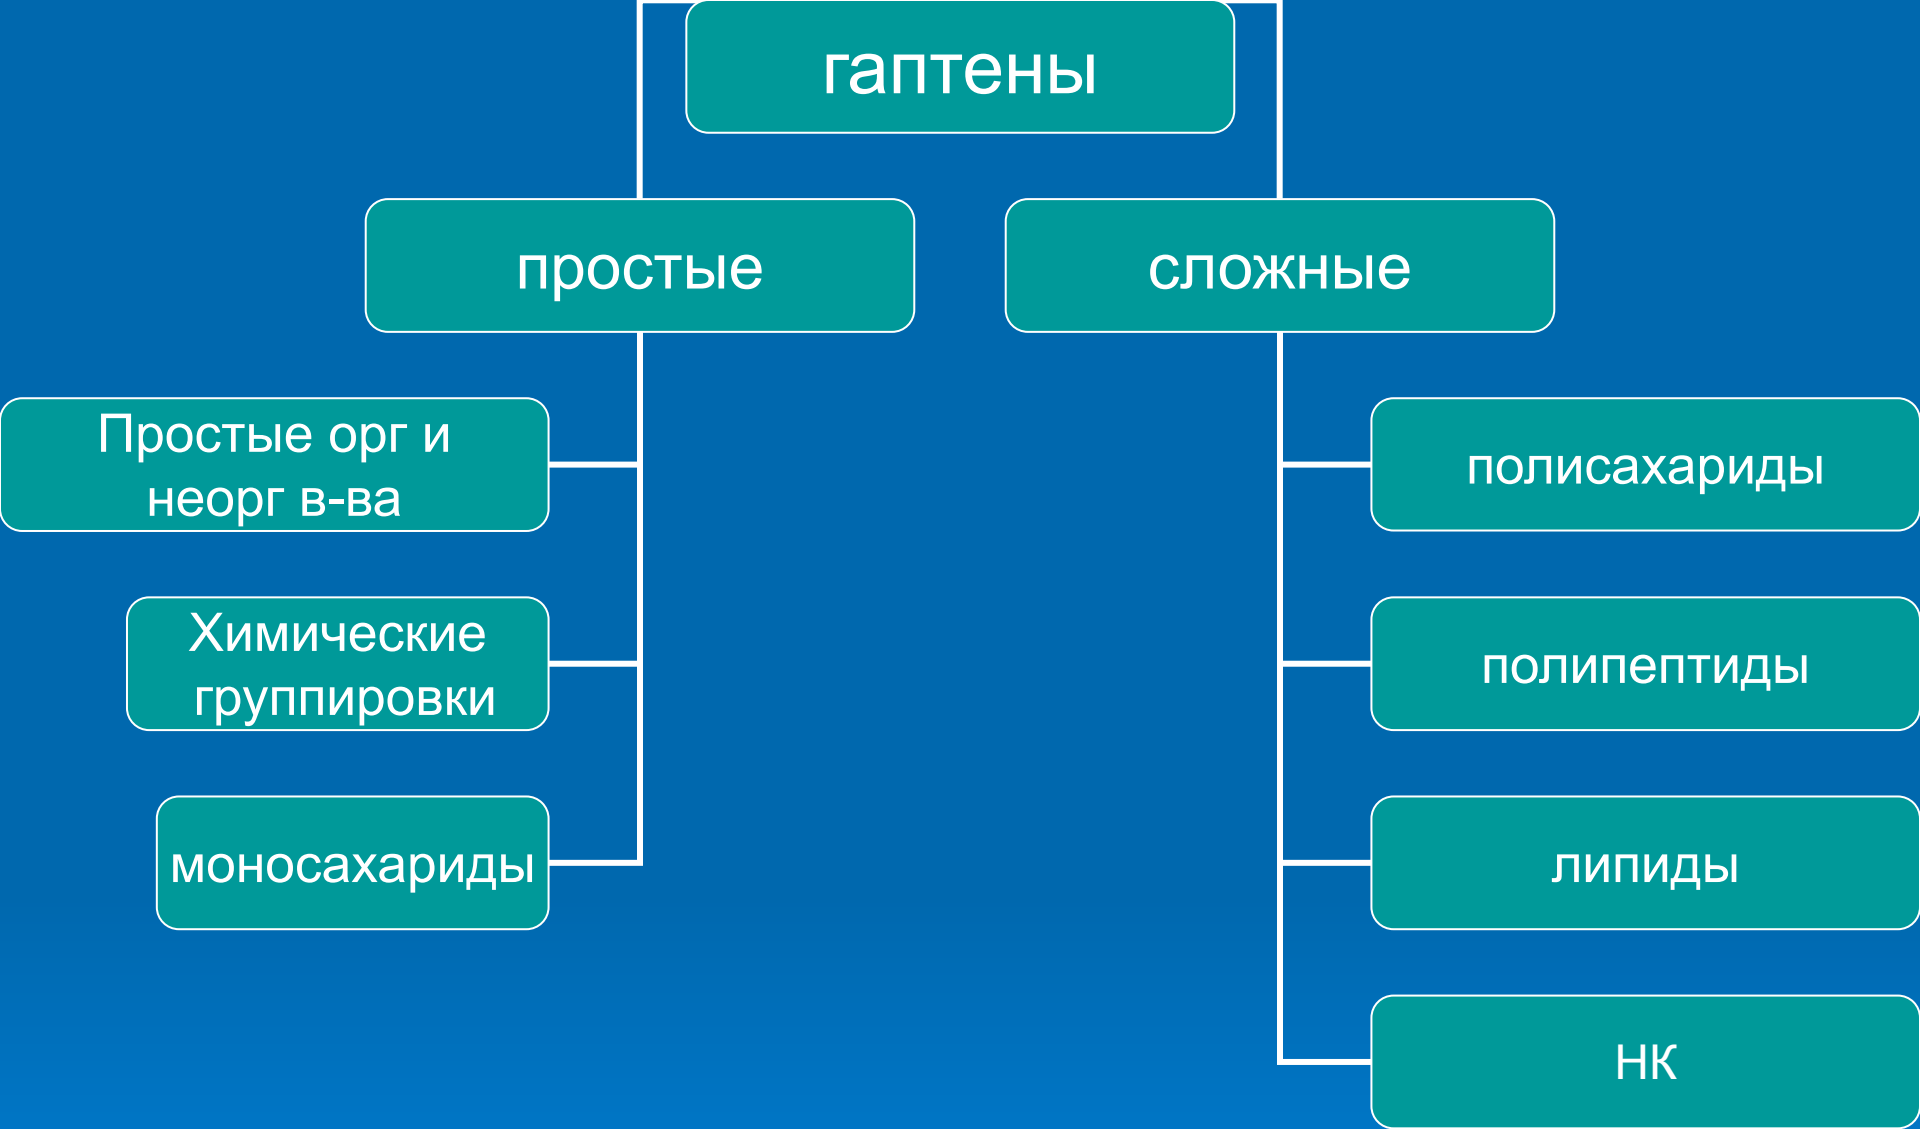 гаптены
простые
сложные
Простые орг и
неорг в-ва
Химические
группировки
моносахариды
полисахариды
полипептиды
липиды
НК